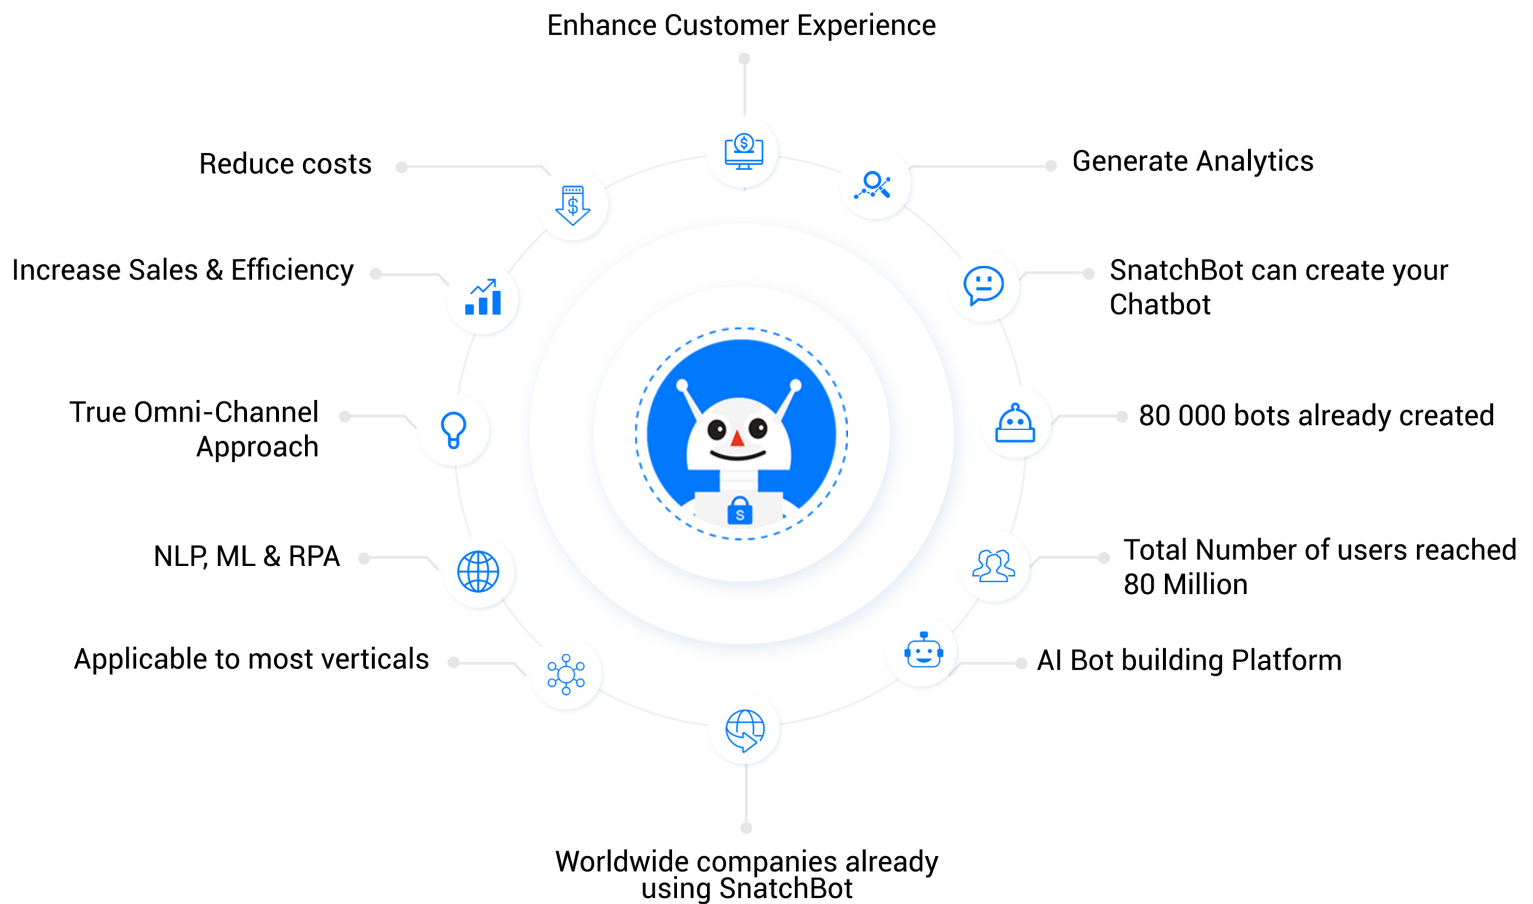 Enhance Customer Experience
Reduce costs
Generate Analytics
Increase Sales & Efficiency
SnatchBot can create your
Chatbot
True Omni-Channel
Approach
80 000 bots already created
NLP, ML & RPA
Total Number of users reached
80 Million
Applicable to most verticals
AI Bot building Platform
Worldwide companies already
using SnatchBot
$
$
S